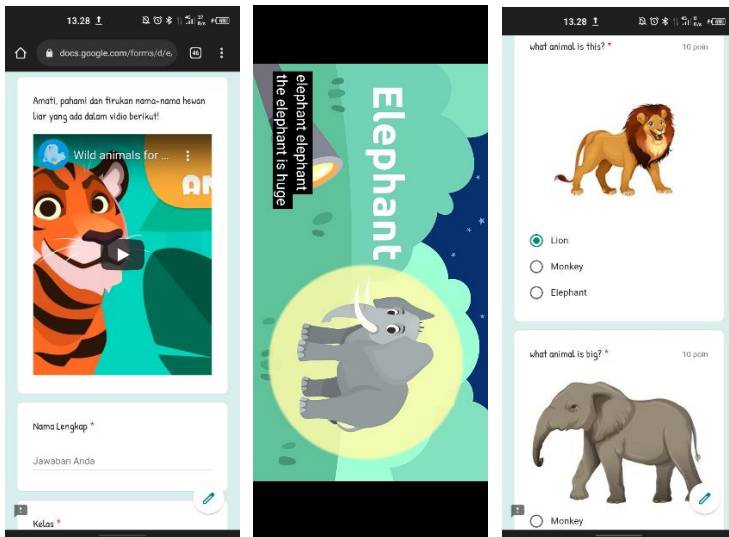 13.28
docs.google.com/forms/d/e.
46
Amati, pahami dan tirukan nama-nama hewan
liar yang ada dalam vidio berikut!
Wild animals for ...
AN
Nama Lengkap *
Jawaban Anda
Kelas *
Elephant
elephant elephant
the elephant is huge
13.28
what animal is this? *
10 poin
Lion
Monkey
Elephant
what animal is big? *
10 poin
Monkey